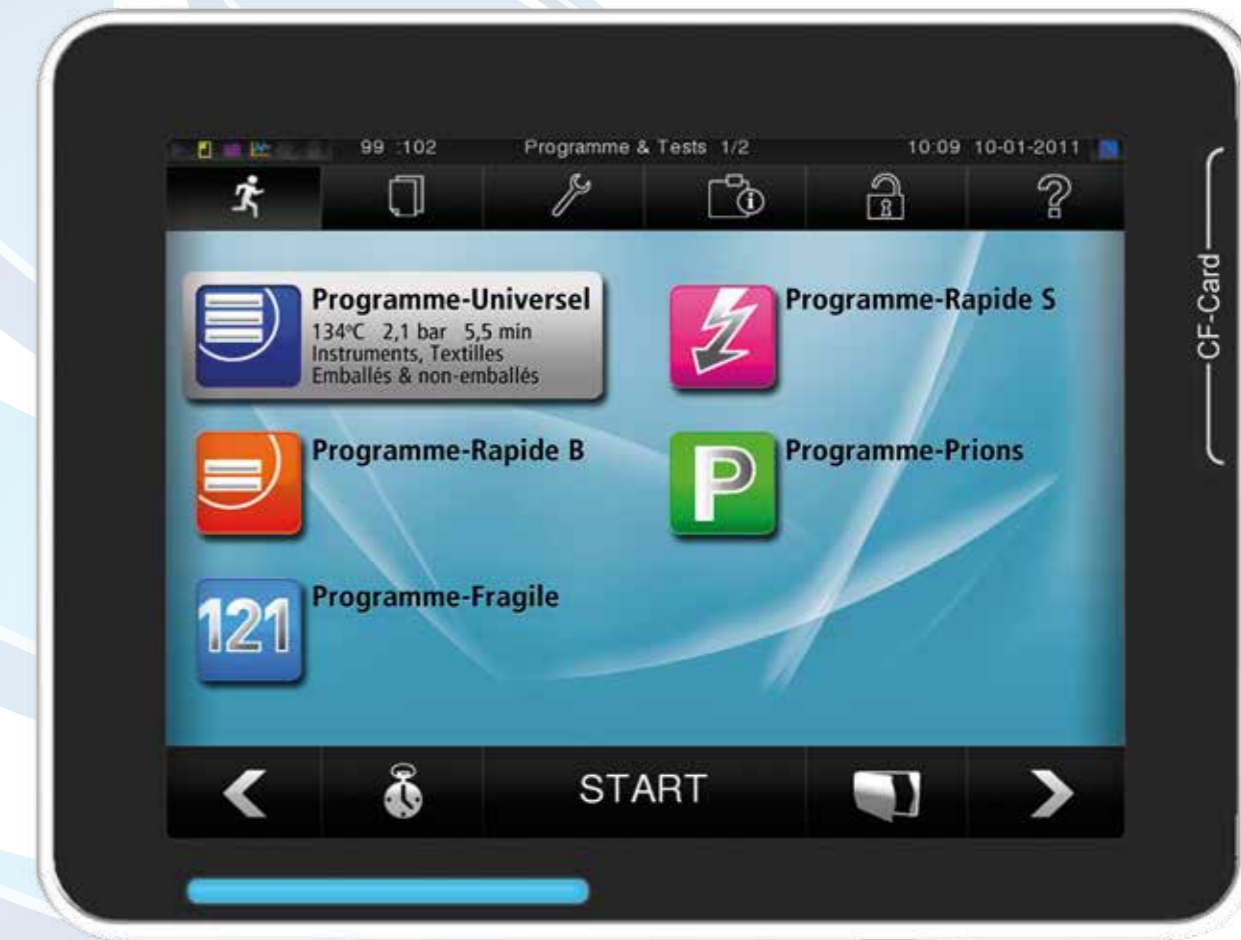 99 :102 Programme & Tests 1/2 10:09 10-01-2011
Programme-Universel
134°C 2,1 bar 5,5 min
Instruments, Textilles
Emballés & non-emballés
Programme-Rapide S
Programme-Rapide B
P
Programme-Prions
121
Programme-Fragile
START
CF-Card